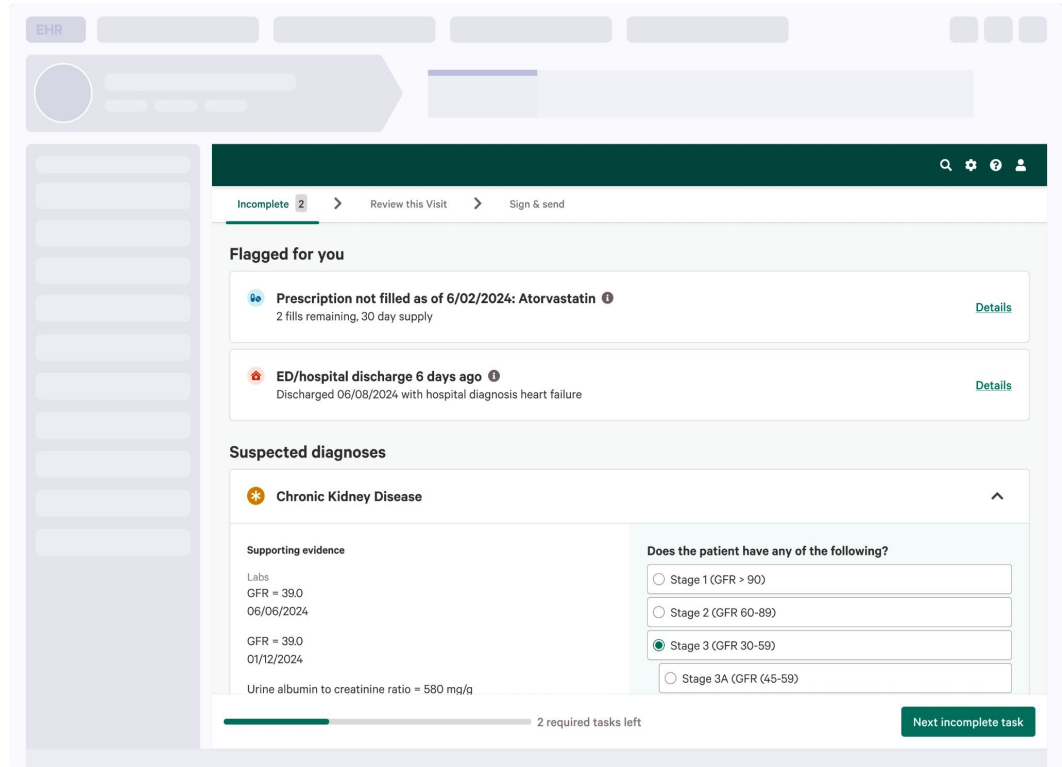 EHR
Incomplete 2 Review this Visit Sign & send
Flagged for you
Prescription not filled as of 6/02/2024: Atorvastatin
2 fills remaining, 30 day supply
Details
ED/hospital discharge 6 days ago
Discharged 06/08/2024 with hospital diagnosis heart failure
Details
Suspected diagnoses
Chronic Kidney Disease
Supporting evidence
Labs
GFR = 39.0
06/06/2024
GFR = 39.0
01/12/2024
Urine albumin to creatinine ratio = 580 mg/g
Does the patient have any of the following?
Stage 1 (GFR > 90)
Stage 2 (GFR 60-89)
Stage 3 (GFR 30-59)
Stage 3A (GFR (45-59)
2 required tasks left
Next incomplete task